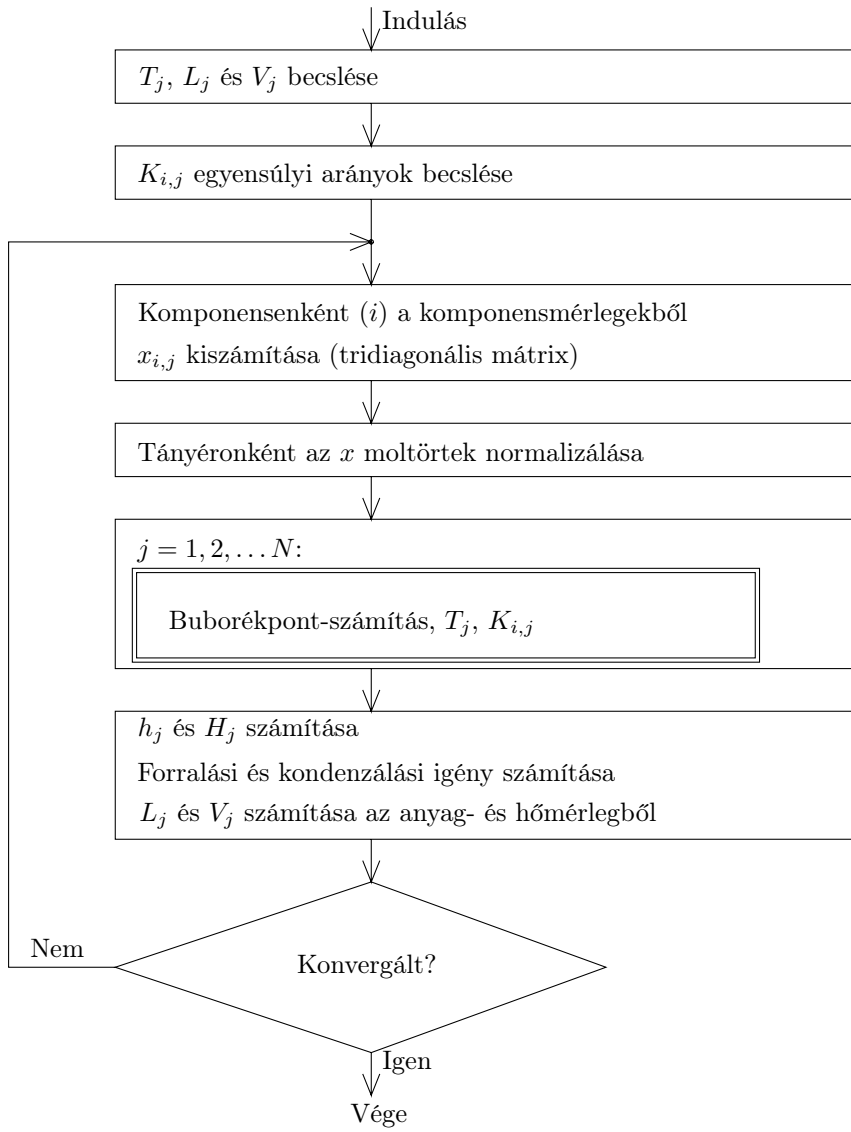 Indulás
$T_j$, $L_j$ és $V_j$ becslése
$K_{i,j}$ egyensúlyi arányok becslése
Komponensenként ($i$) a komponensmérlegekből
$x_{i,j}$ kiszámítása (tridiagonális mátrix)
Tányéronként az $x$ moltörtek normalizálása
$j = 1, 2, \ldots N$:
Buborékpont-számítás, $T_j$, $K_{i,j}$
$h_j$ és $H_j$ számítása
Forralási és kondenzálási igény számítása
$L_j$ és $V_j$ számítása az anyag- és hőmérlegből
Nem
Konvergált?
Igen
Vége